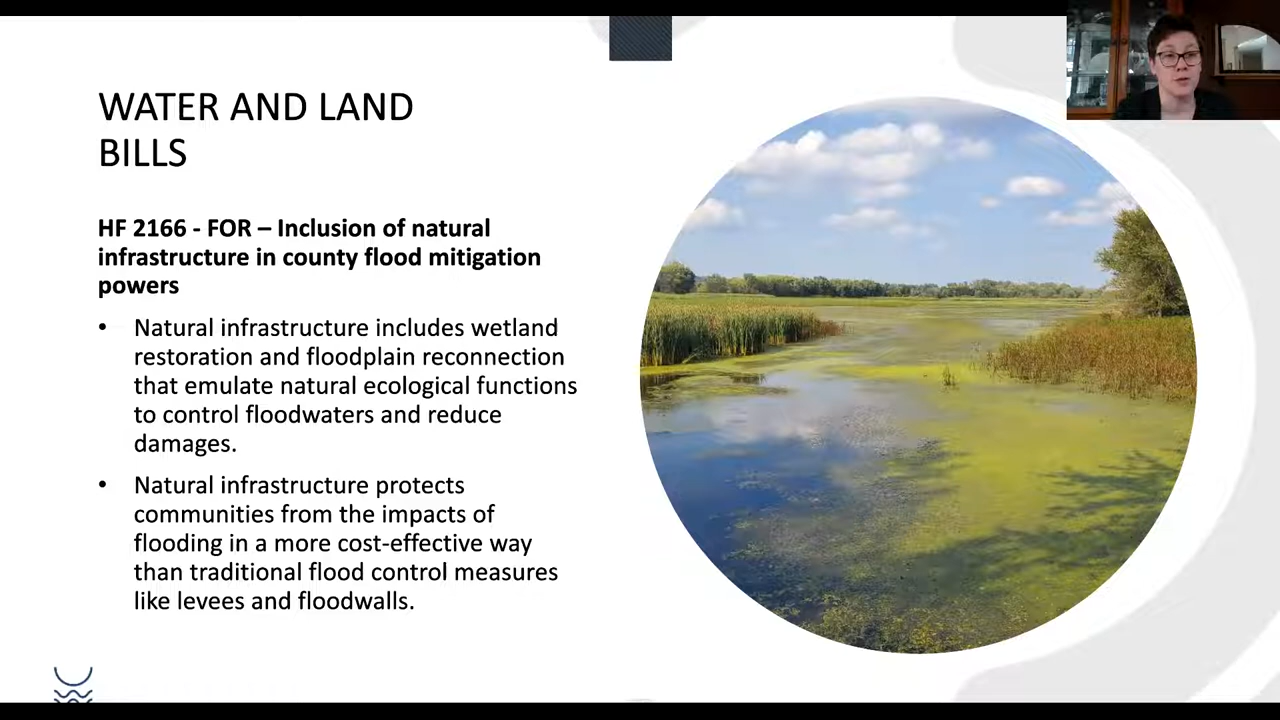 WATER AND LAND
BILLS
HF 2166 - FOR – Inclusion of natural
infrastructure in county flood mitigation
powers
• Natural infrastructure includes wetland
restoration and floodplain reconnection
that emulate natural ecological functions
to control floodwaters and reduce
damages.
• Natural infrastructure protects
communities from the impacts of
flooding in a more cost-effective way
than traditional flood control measures
like levees and floodwalls.